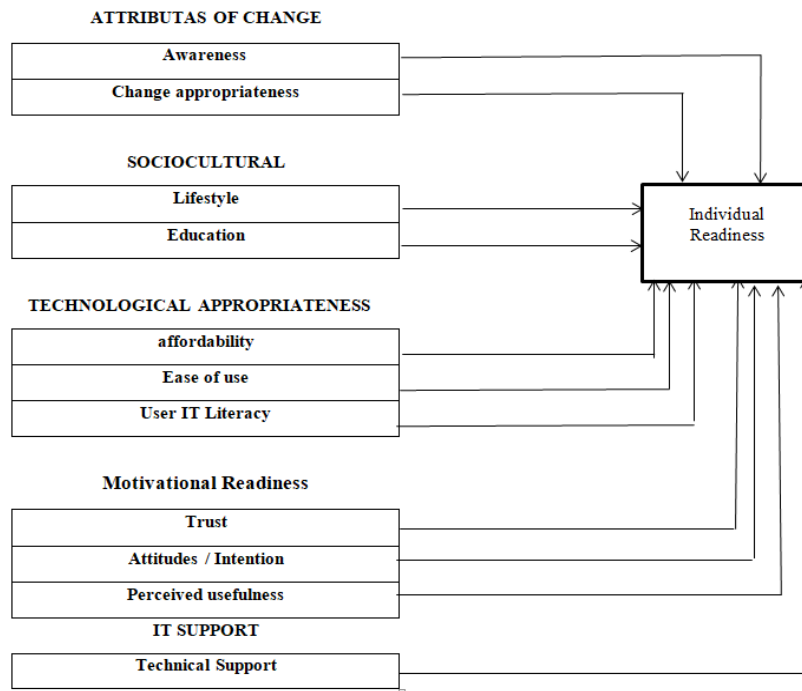 ATTRIBUTAS OF CHANGE
Awareness
Change appropriateness
SOCIOCULTURAL
Lifestyle
Education
Individual
Readiness
TECHNOLOGICAL APPROPRIATENESS
affordability
Ease of use
User IT Literacy
Motivational Readiness
Trust
Attitudes / Intention
Perceived usefulness
IT SUPPORT
Technical Support